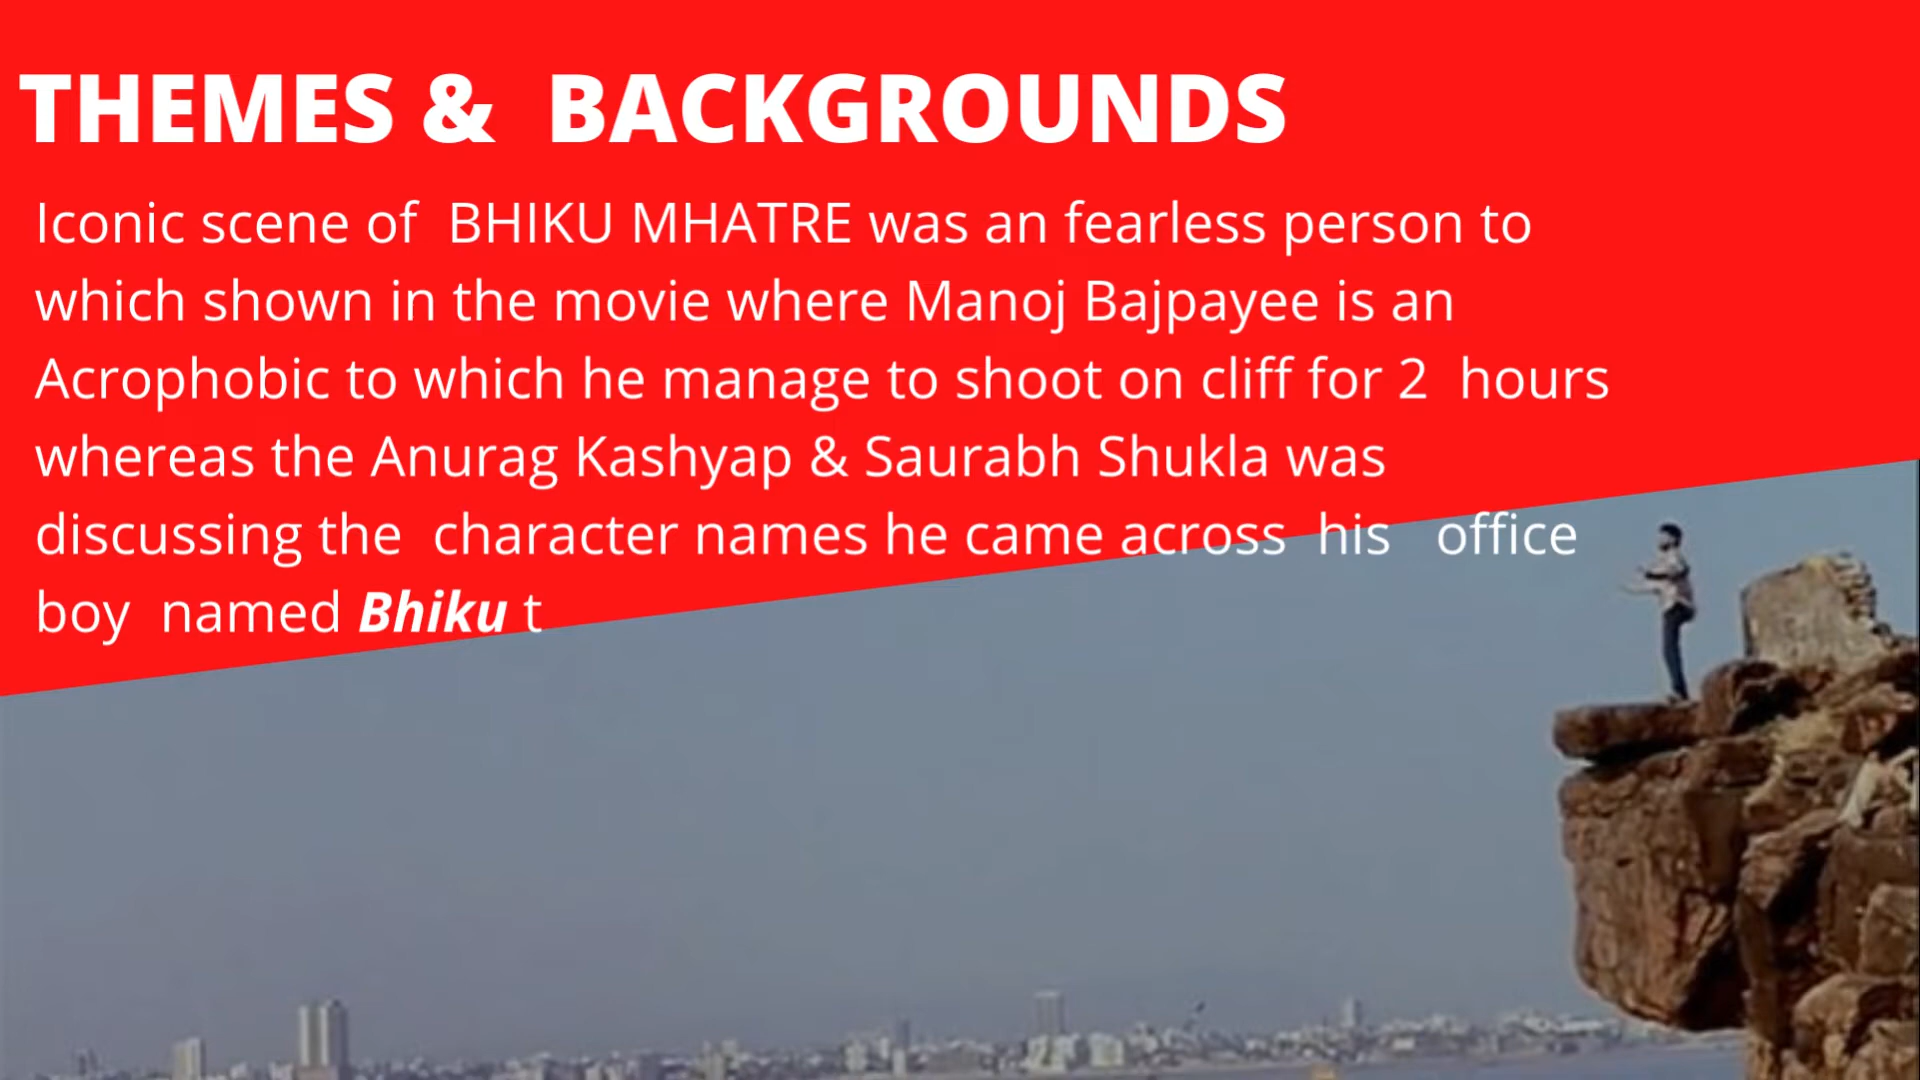 THEMES & BACKGROUNDS
Iconic scene of BHIKU MHATRE was an fearless person to
which shown in the movie where Manoj Bajpayee is an
Acrophobic to which he manage to shoot on cliff for 2 hours
whereas the Anurag Kashyap & Saurabh Shukla was
discussing the character names he came across his office
boy named Bhiku t